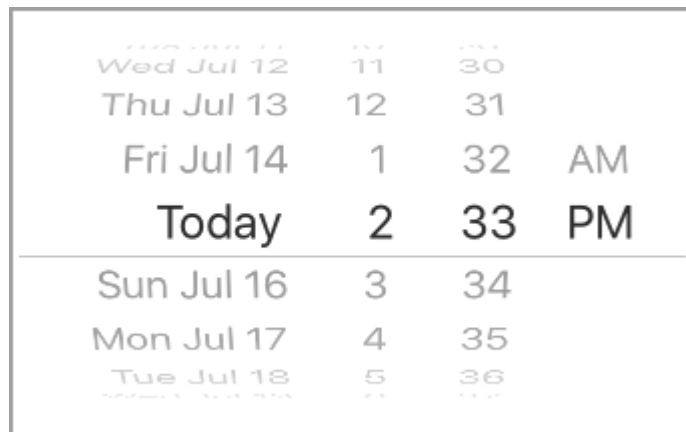 Wed Jul 12 11 30
Thu Jul 13 12 31
Fri Jul 14 1 32 AM
Today 2 33 PM
Sun Jul 16 3 34
Mon Jul 17 4 35
Tue Jul 18 5 36